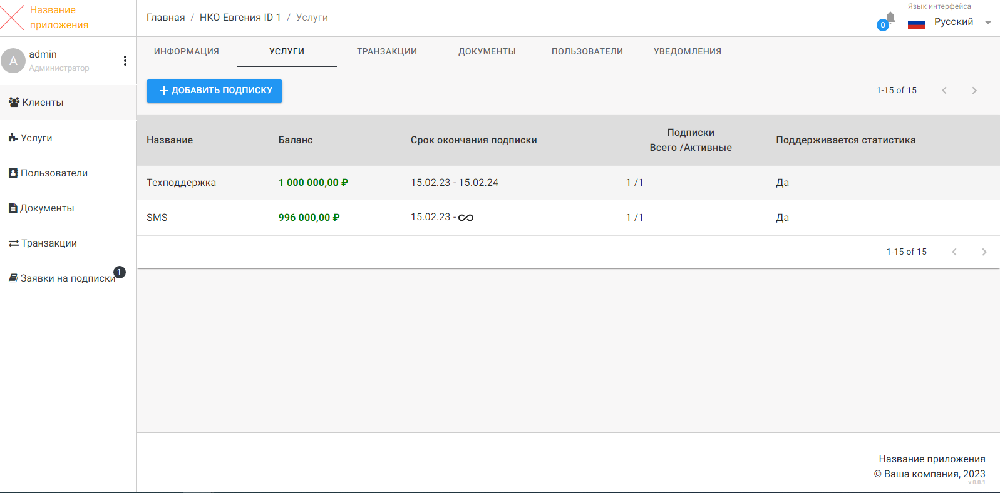 Название
приложения
Главная / НКО Евгения ID 1 / Услуги
0
Язык интерфейса
Русский
A
admin
Администратор
Клиенты
Услуги
Пользователи
Документы
Транзакции
Заявки на подписки
1
ИНФОРМАЦИЯ УСЛУГИ ТРАНЗАКЦИИ ДОКУМЕНТЫ ПОЛЬЗОВАТЕЛИ УВЕДОМЛЕНИЯ
ДОБАВИТЬ ПОДПИСКУ
1-15 of 15
Название Баланс Срок окончания подписки Подписки Поддерживается статистика
Всего /Активные
Техподдержка 1 000 000,00 ₽ 15.02.23 - 15.02.24 1 /1 Да
SMS 996 000,00 ₽ 15.02.23 - ∞ 1 /1 Да
1-15 of 15
Название приложения
© Ваша компания, 2023
v 0.0.1